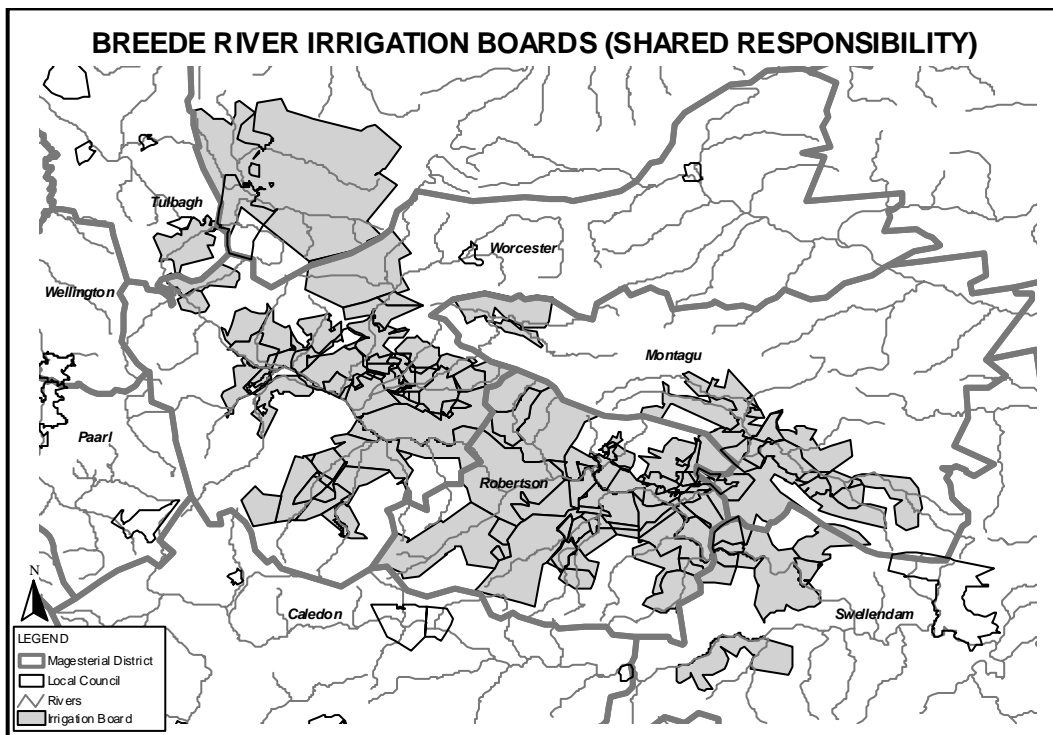 BREEDE RIVER IRRIGATION BOARDS (SHARED RESPONSIBILITY)
Tulbagh
Worcester
Wellington
Montagu
Paarl
Robertson
N
Caledon
Swellendam
LEGEND
Magesterial District
Local Council
Rivers
Irrigation Board